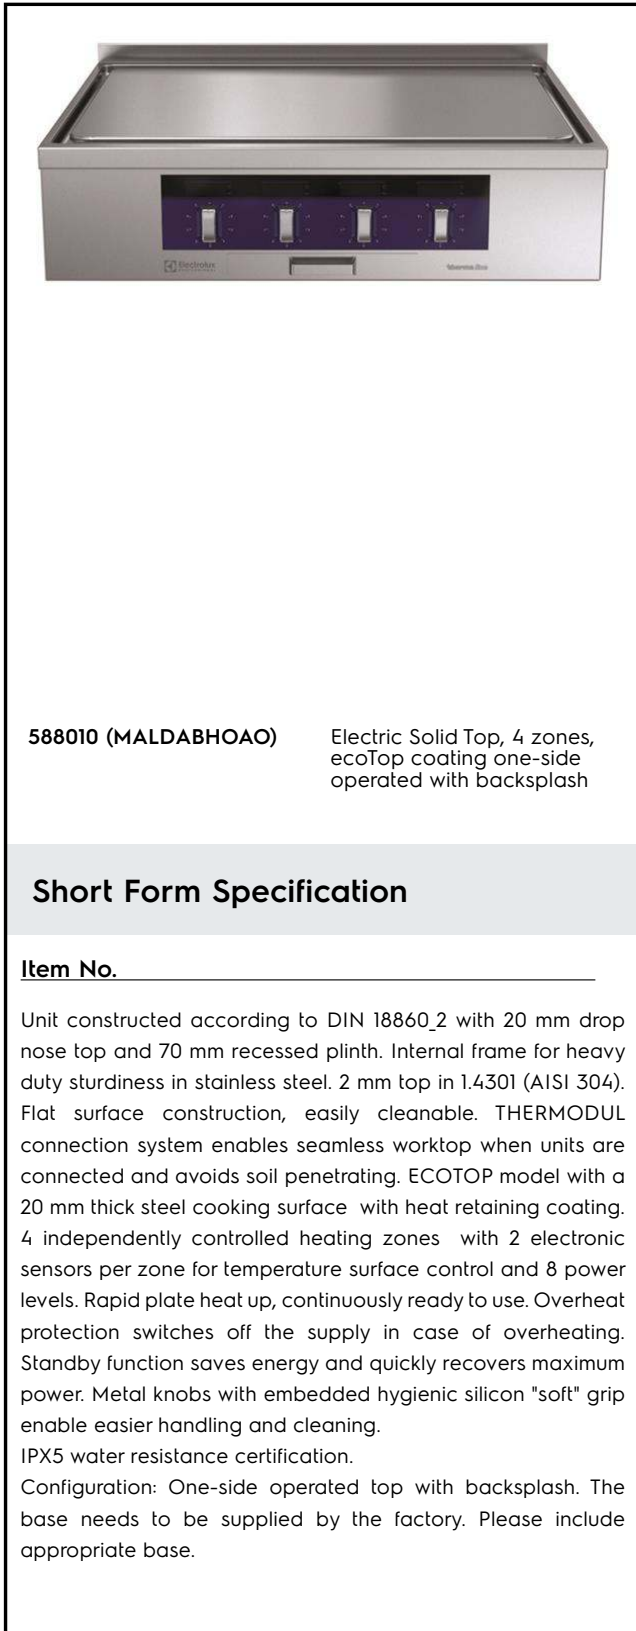 Electrolux
thermaline
588010 (MALDABHOAO)
Electric Solid Top, 4 zones,
ecoTop coating one-side
operated with backsplash
Short Form Specification
Item No.
Unit constructed according to DIN 18860_2 with 20 mm drop
nose top and 70 mm recessed plinth. Internal frame for heavy
duty sturdiness in stainless steel. 2 mm top in 1.4301 (AISI 304).
Flat surface construction, easily cleanable. THERMODUL
connection system enables seamless worktop when units are
connected and avoids soil penetrating. ECOTOP model with a
20 mm thick steel cooking surface with heat retaining coating.
4 independently controlled heating zones with 2 electronic
sensors per zone for temperature surface control and 8 power
levels. Rapid plate heat up, continuously ready to use. Overheat
protection switches off the supply in case of overheating.
Standby function saves energy and quickly recovers maximum
power. Metal knobs with embedded hygienic silicon "soft" grip
enable easier handling and cleaning.
IPX5 water resistance certification.
Configuration: One-side operated top with backsplash. The
base needs to be supplied by the factory. Please include
appropriate base.